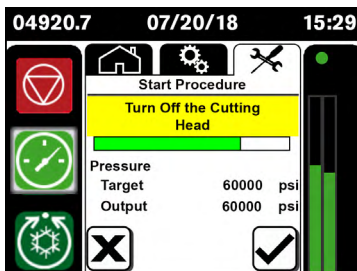 04920.7 07/20/18 15:29
Start Procedure
Turn Off the Cutting
Head
Pressure
Target 60000 psi
Output 60000 psi